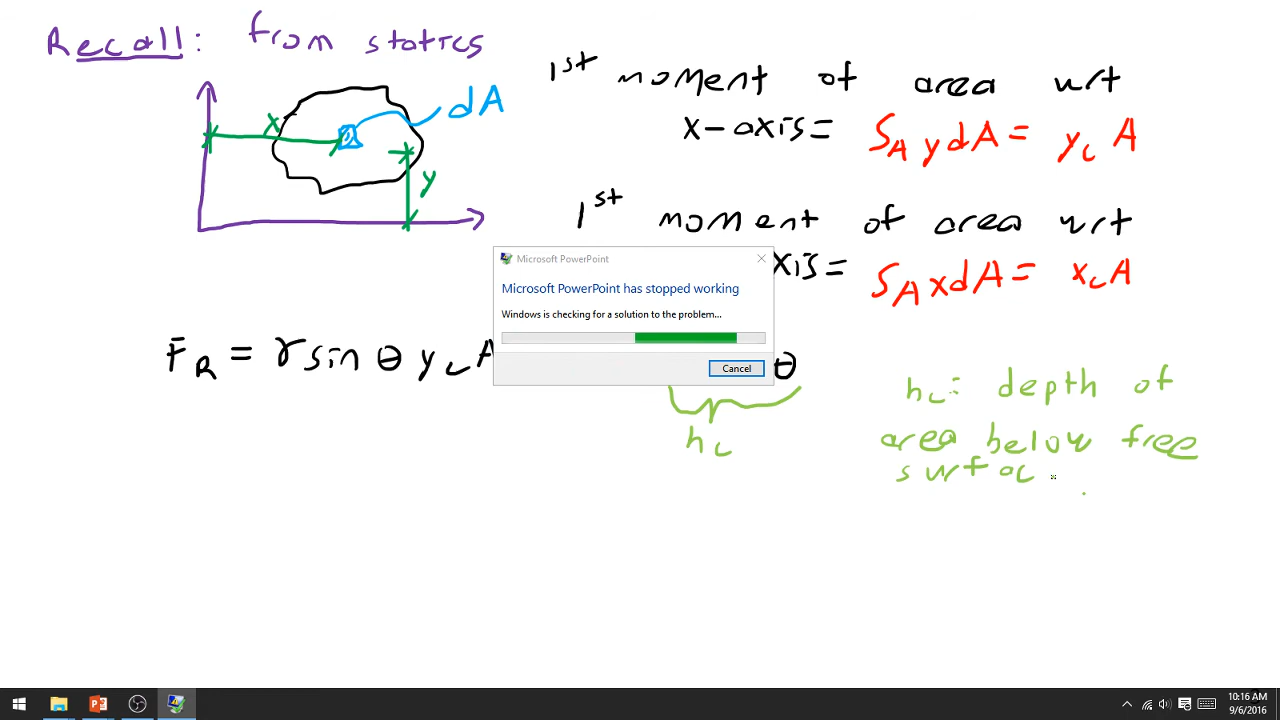 Recall: from statics
1st moment of area wrt
x-axis = ∫A y dA = yc A
dA
x
y
1st moment of area wrt
xis = ∫A x dA = xc A
Microsoft PowerPoint
Microsoft PowerPoint has stopped working
Windows is checking for a solution to the problem...
Cancel
FR = γ sin θ yc A
θ
hc
hc = depth of
area below free
surfac
10:16 AM
9/6/2016